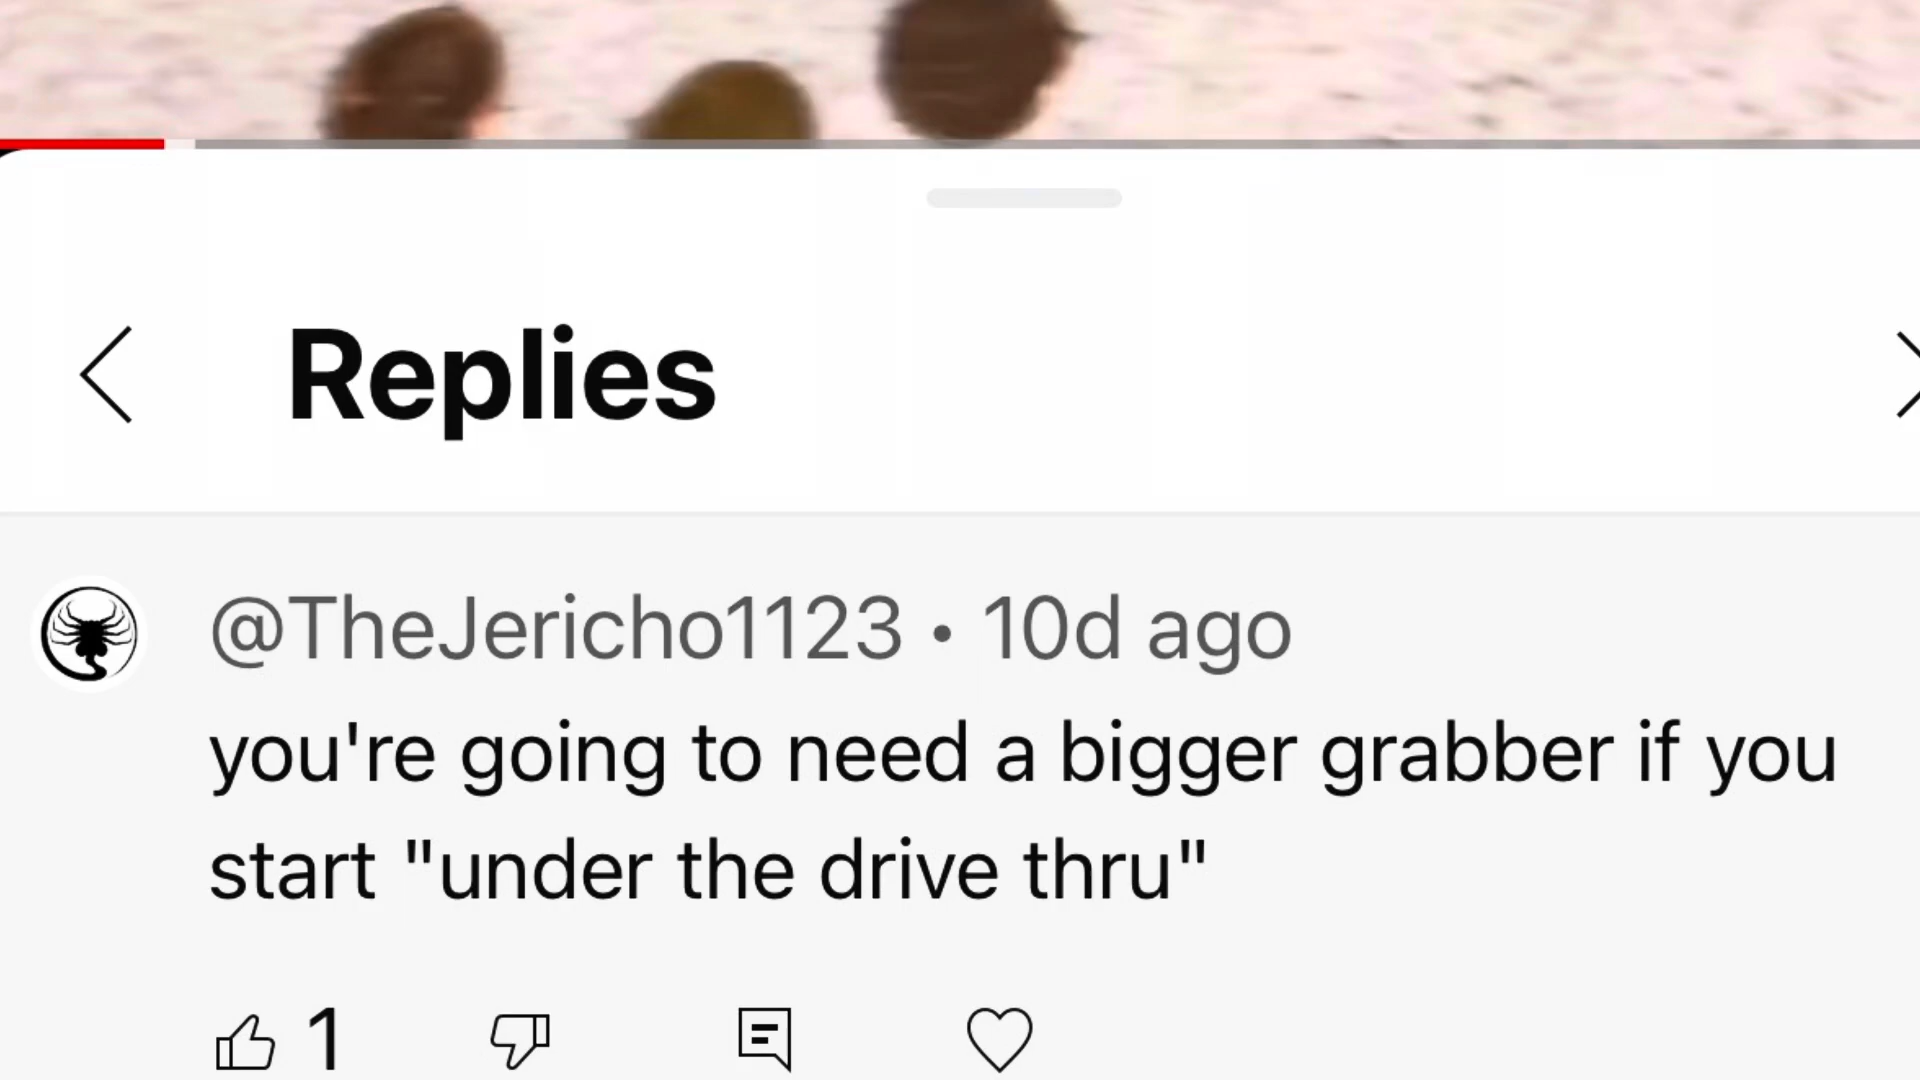 Replies
@TheJericho1123 • 10d ago
you're going to need a bigger grabber if you
start "under the drive thru"
1